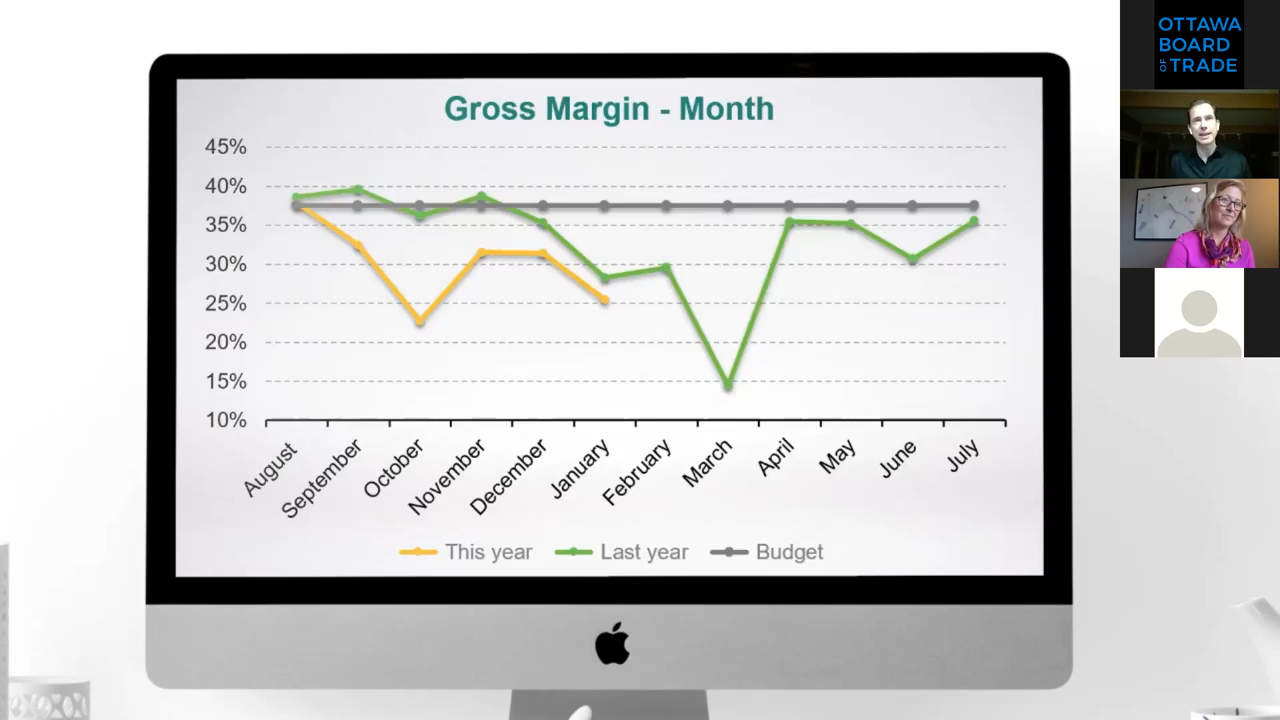 Gross Margin - Month
45%
40%
35%
30%
25%
20%
15%
10%
August
September
October
November
December
January
February
March
April
May
June
July
This year
Last year
Budget
OTTAWA
BOARD
OF TRADE